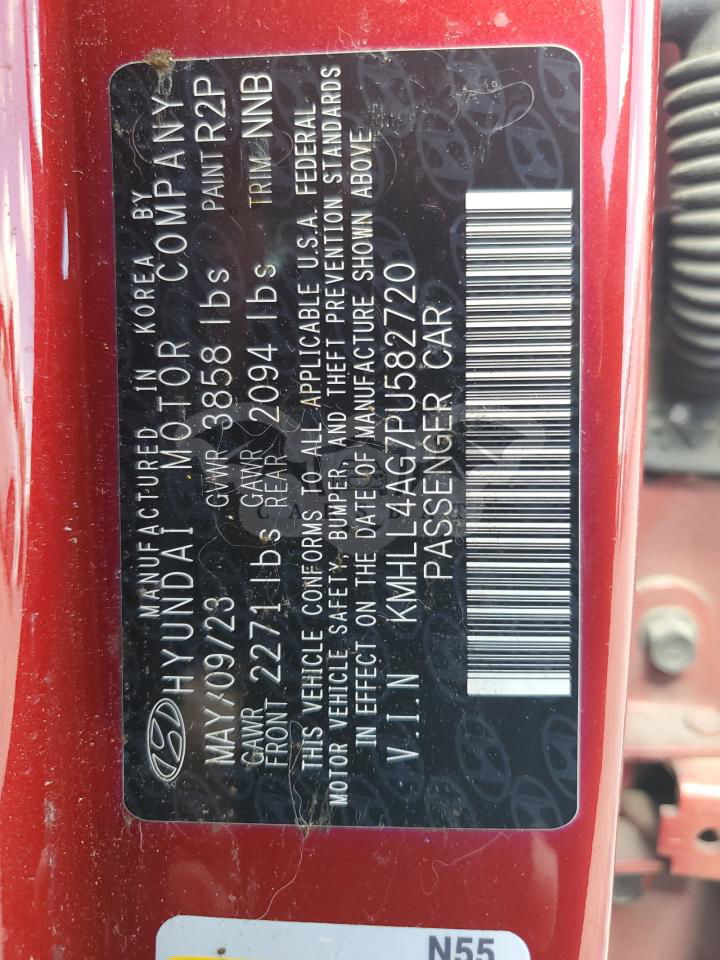 MANUFACTURED IN KOREA BY
HYUNDAI MOTOR COMPANY
MAY/09/23 GVWR 3858 lbs PAINT R2P
GAWR FRONT 2271 lbs GAWR REAR 2094 lbs TRIM NNB
THIS VEHICLE CONFORMS TO ALL APPLICABLE U.S.A. FEDERAL
MOTOR VEHICLE SAFETY, BUMPER, AND THEFT PREVENTION STANDARDS
IN EFFECT ON THE DATE OF MANUFACTURE SHOWN ABOVE
V.I.N KMHLL4AG7PU582720
PASSENGER CAR
N55